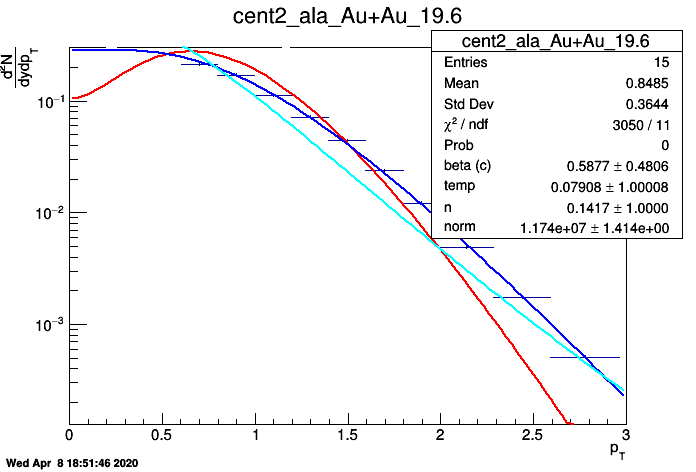 cent2_ala_Au+Au_19.6
d²N
dydp_T
cent2_ala_Au+Au_19.6
Entries 15
Mean 0.8485
Std Dev 0.3644
χ² / ndf 3050 / 11
Prob 0
beta (c) 0.5877 ± 0.4806
temp 0.07908 ± 1.00008
n 0.1417 ± 1.0000
norm 1.174e+07 ± 1.414e+00
10⁻¹
10⁻²
10⁻³
0 0.5 1 1.5 2 2.5 3
p_T
Wed Apr 8 18:51:46 2020